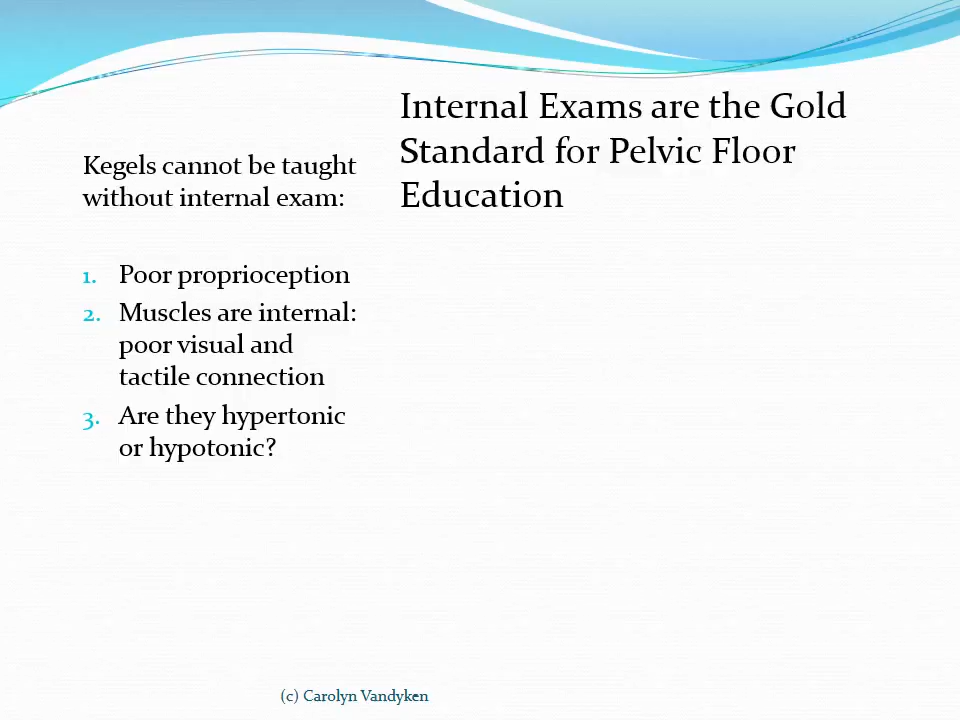 Internal Exams are the Gold
Standard for Pelvic Floor
Education
Kegels cannot be taught
without internal exam:
1. Poor proprioception
2. Muscles are internal:
poor visual and
tactile connection
3. Are they hypertonic
or hypotonic?
(c) Carolyn Vandyken